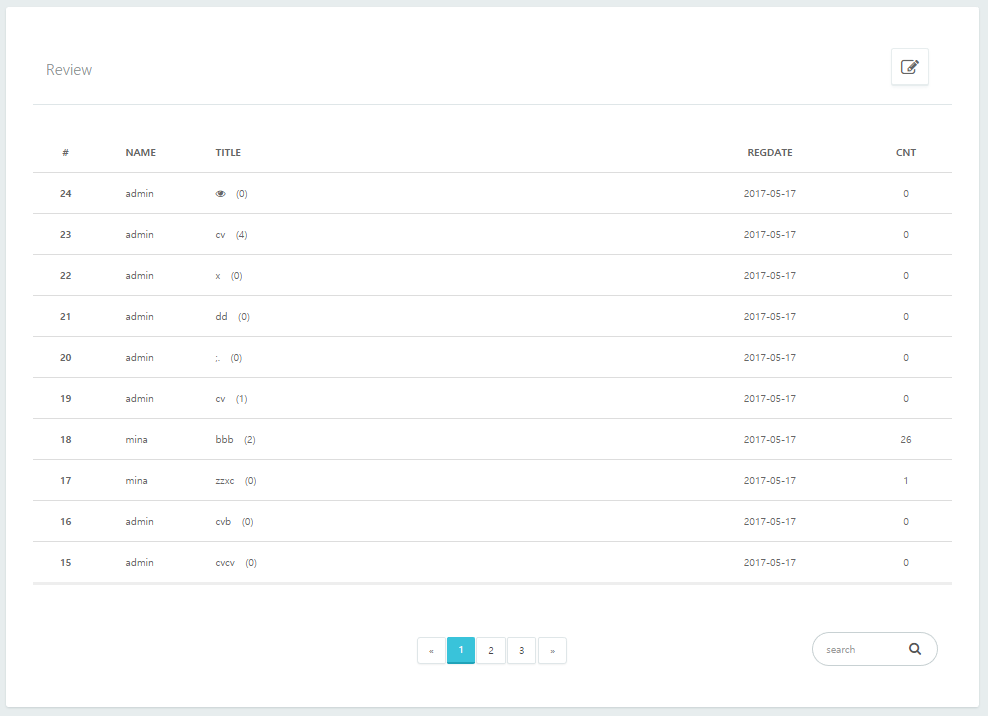 Review
# NAME TITLE REGDATE CNT
24 admin (0) 2017-05-17 0
23 admin cv (4) 2017-05-17 0
22 admin x (0) 2017-05-17 0
21 admin dd (0) 2017-05-17 0
20 admin ;. (0) 2017-05-17 0
19 admin cv (1) 2017-05-17 0
18 mina bbb (2) 2017-05-17 26
17 mina zzxc (0) 2017-05-17 1
16 admin cvb (0) 2017-05-17 0
15 admin cvcv (0) 2017-05-17 0
« 1 2 3 » search